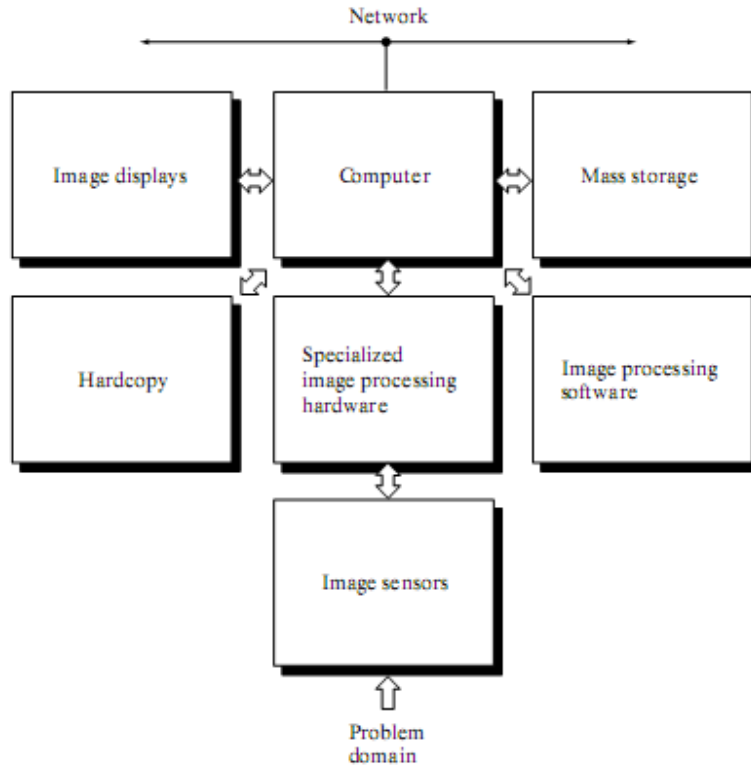 Network
Image displays
Computer
Mass storage
Hardcopy
Specialized
image processing
hardware
Image processing
software
Image sensors
Problem
domain